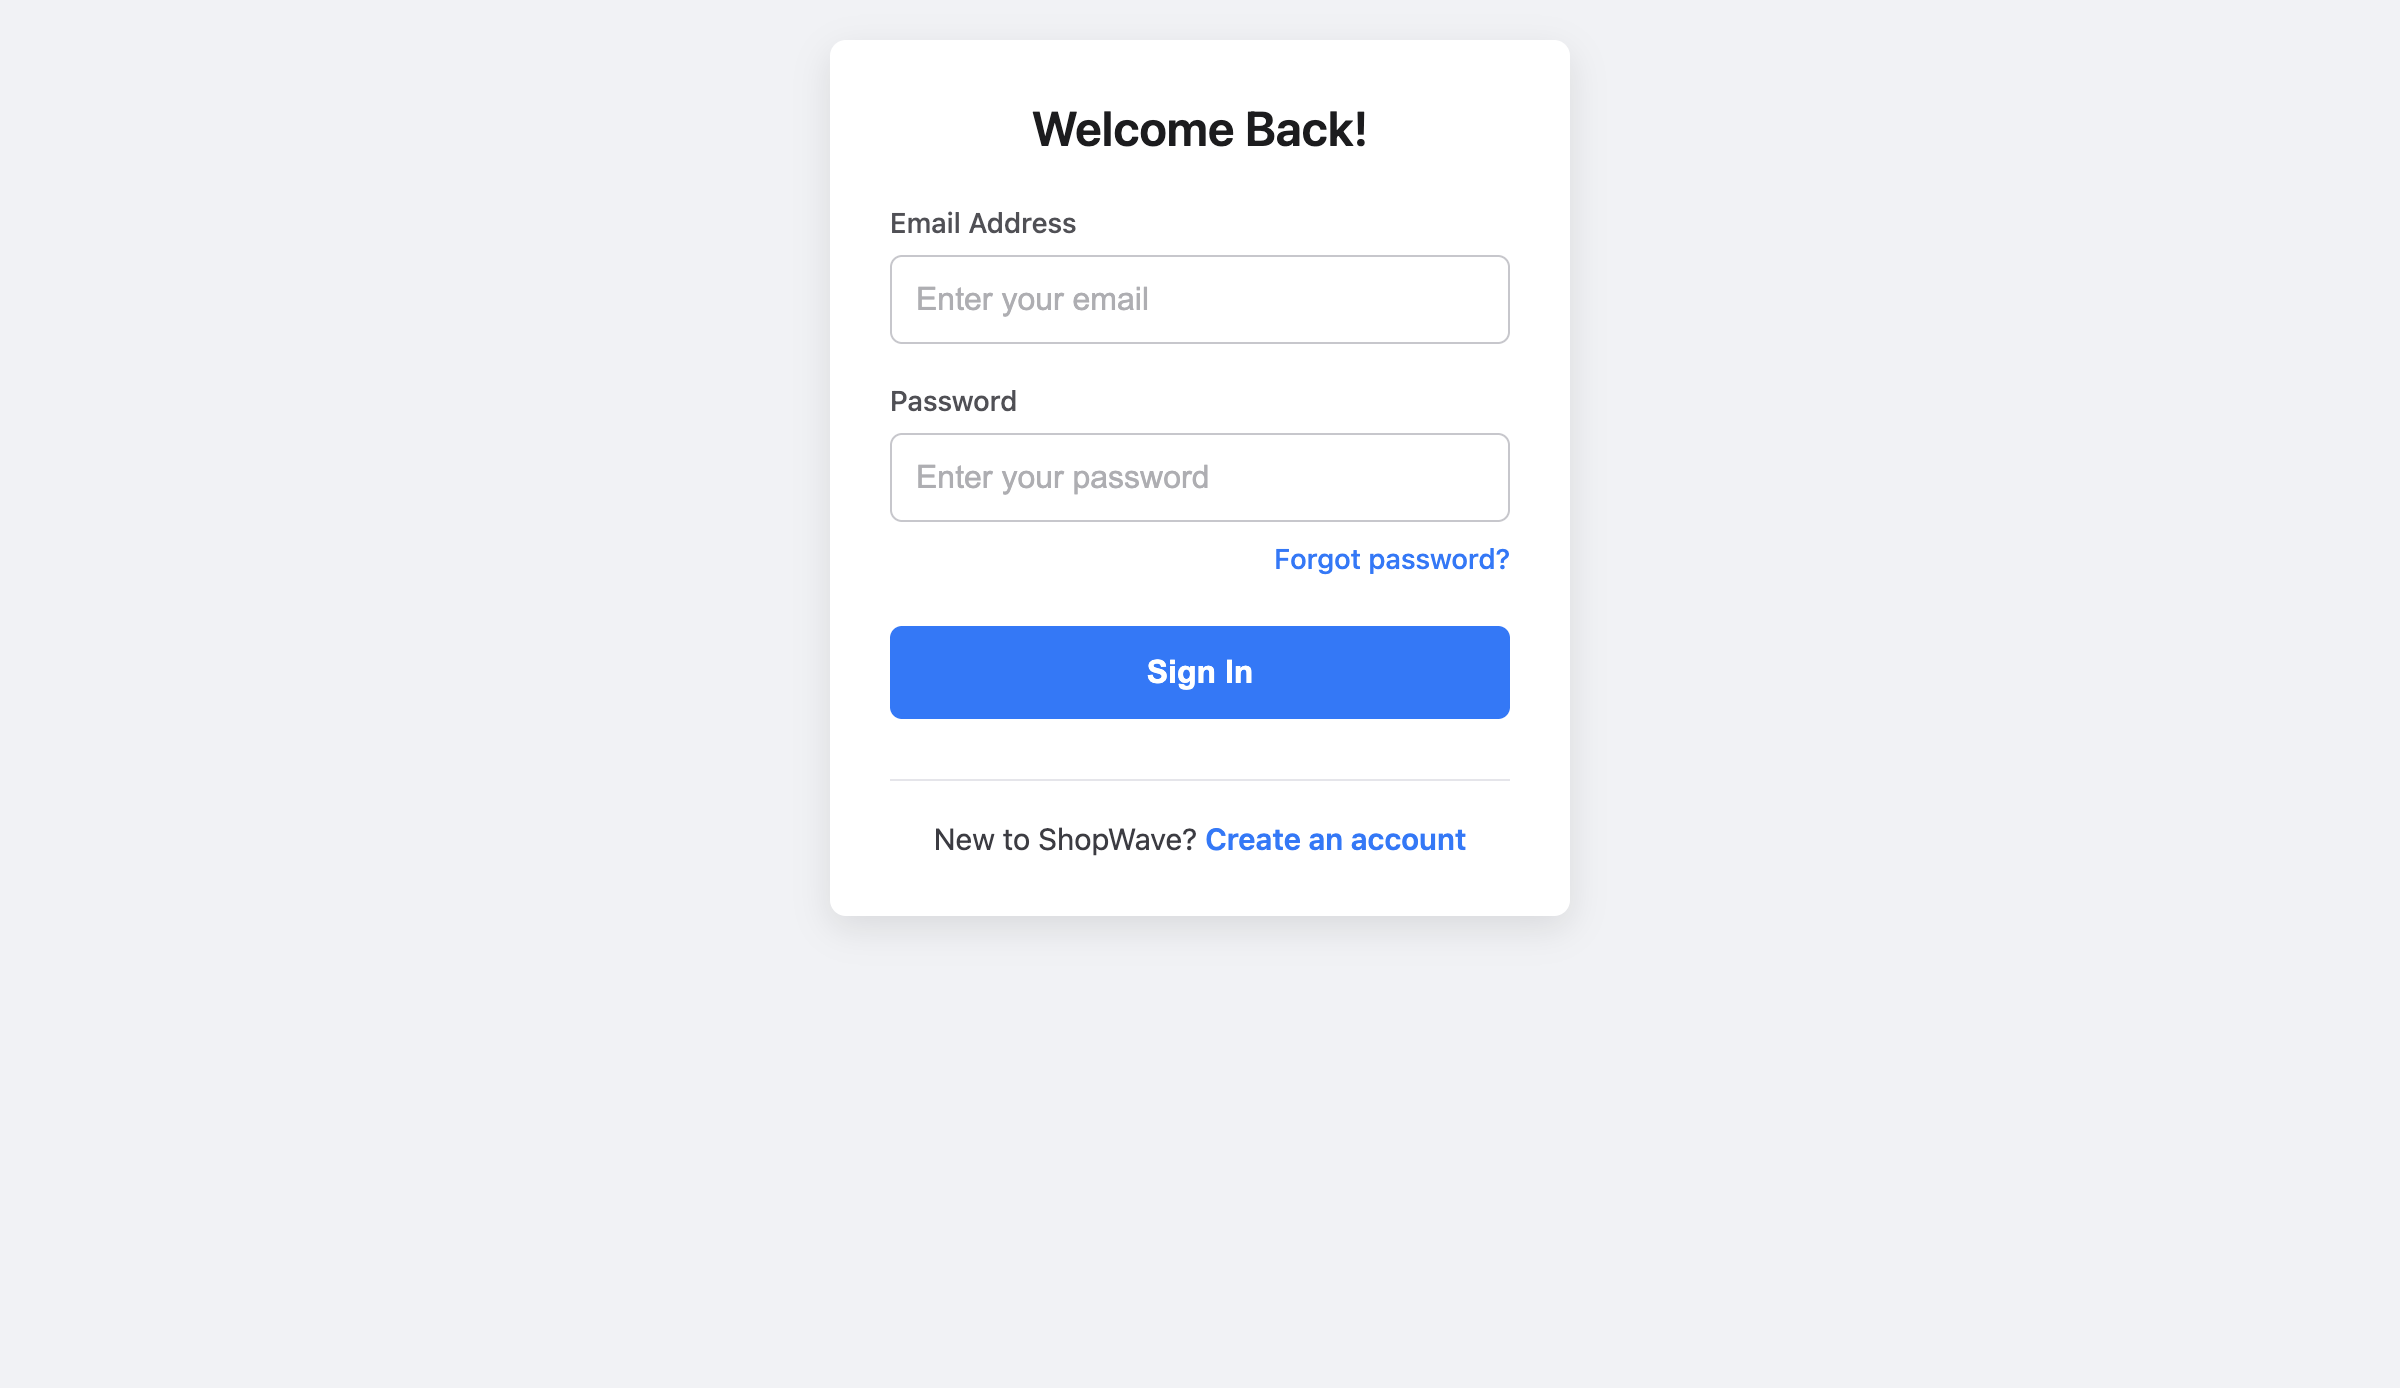 Welcome Back!
Email Address
Enter your email
Password
Enter your password
Forgot password?
Sign In
New to ShopWave? Create an account